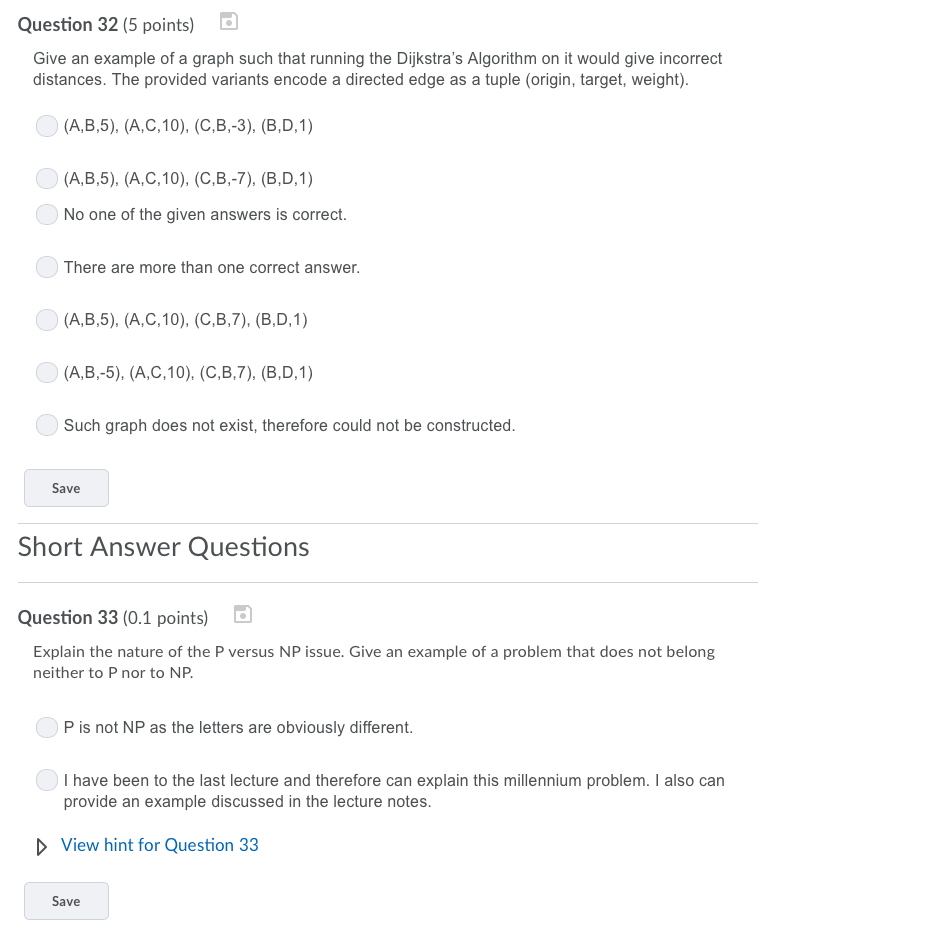 Question 32 (5 points)
Give an example of a graph such that running the Dijkstra's Algorithm on it would give incorrect
distances. The provided variants encode a directed edge as a tuple (origin, target, weight).
(A,B,5), (A,C,10), (C,B,-3), (B,D,1)
(A,B,5), (A,C,10), (C,B,-7), (B,D,1)
No one of the given answers is correct.
There are more than one correct answer.
(A,B,5), (A,C,10), (C,B,7), (B,D,1)
(A,B,-5), (A,C,10), (C,B,7), (B,D,1)
Such graph does not exist, therefore could not be constructed.
Save
Short Answer Questions
Question 33 (0.1 points)
Explain the nature of the P versus NP issue. Give an example of a problem that does not belong
neither to P nor to NP.
P is not NP as the letters are obviously different.
I have been to the last lecture and therefore can explain this millennium problem. I also can
provide an example discussed in the lecture notes.
View hint for Question 33
Save